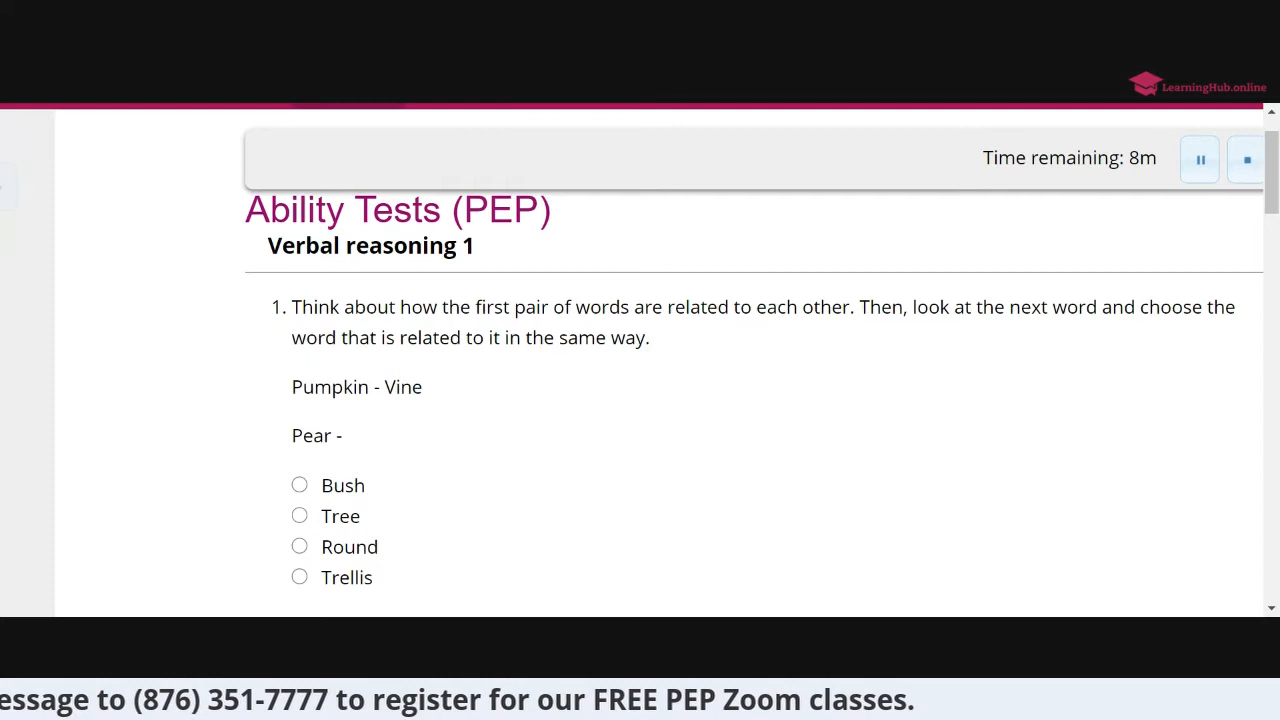 LearningHub.online
Time remaining: 8m
Ability Tests (PEP)
Verbal reasoning 1
1. Think about how the first pair of words are related to each other. Then, look at the next word and choose the
word that is related to it in the same way.
Pumpkin - Vine
Pear -
Bush
Tree
Round
Trellis
essage to (876) 351-7777 to register for our FREE PEP Zoom classes.